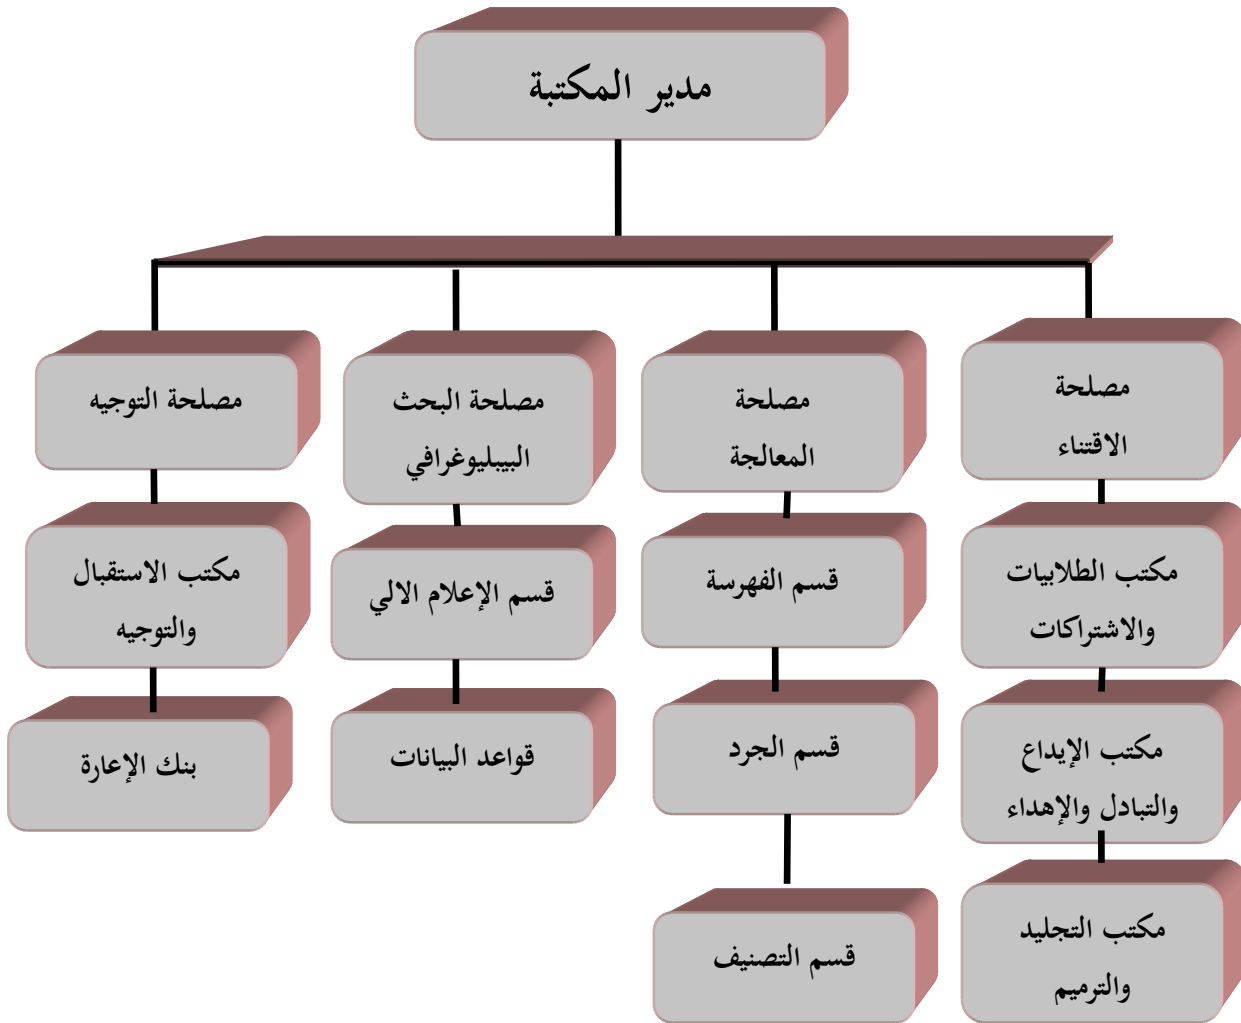 مدير المكتبة
مصلحة
الاقتناء
مصلحة
المعالجة
مصلحة البحث
البيبليوغرافي
مصلحة التوجيه
مكتب الطلابيات
والاشتراكات
قسم الفهرسة
قسم الإعلام الالي
مكتب الاستقبال
والتوجيه
مكتب الإيداع
والتبادل والإهداء
قسم الجرد
قواعد البيانات
بنك الإعارة
مكتب التجليد
والترميم
قسم التصنيف